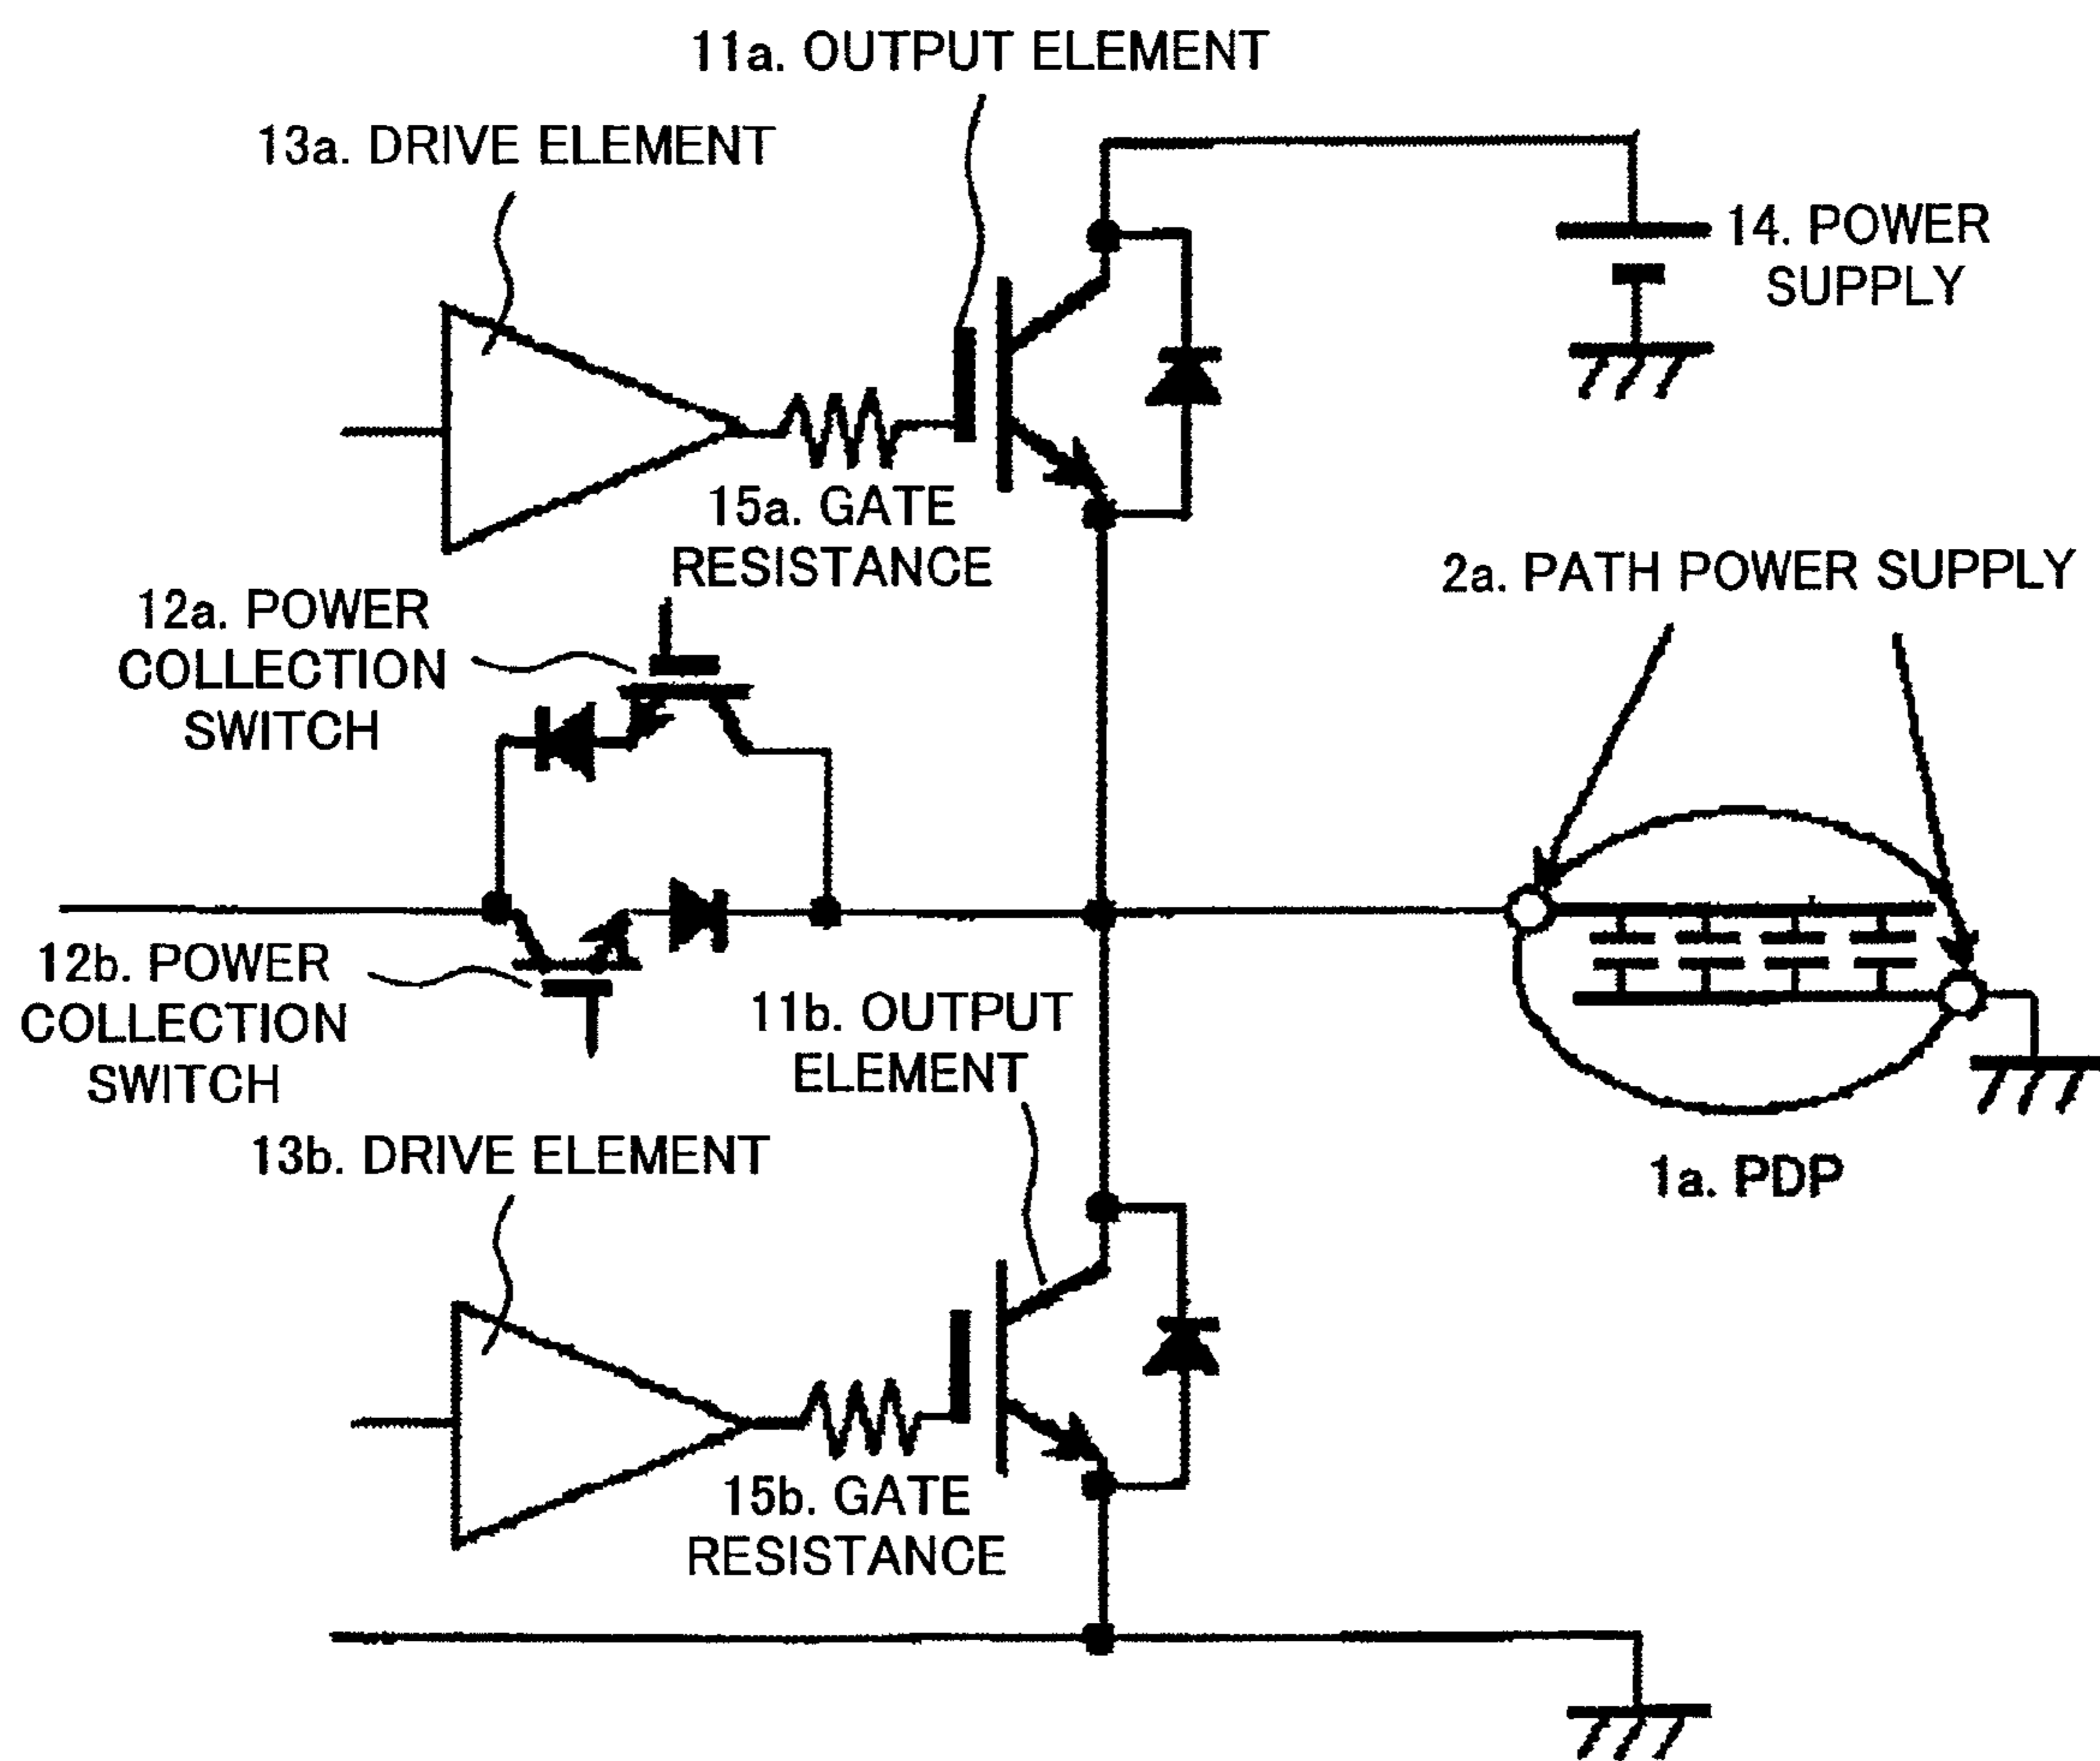 11a. OUTPUT ELEMENT
13a. DRIVE ELEMENT
14. POWER
SUPPLY
15a. GATE
RESISTANCE
2a. PATH POWER SUPPLY
12a. POWER
COLLECTION
SWITCH
12b. POWER
COLLECTION
SWITCH
11b. OUTPUT
ELEMENT
13b. DRIVE ELEMENT
1a. PDP
15b. GATE
RESISTANCE